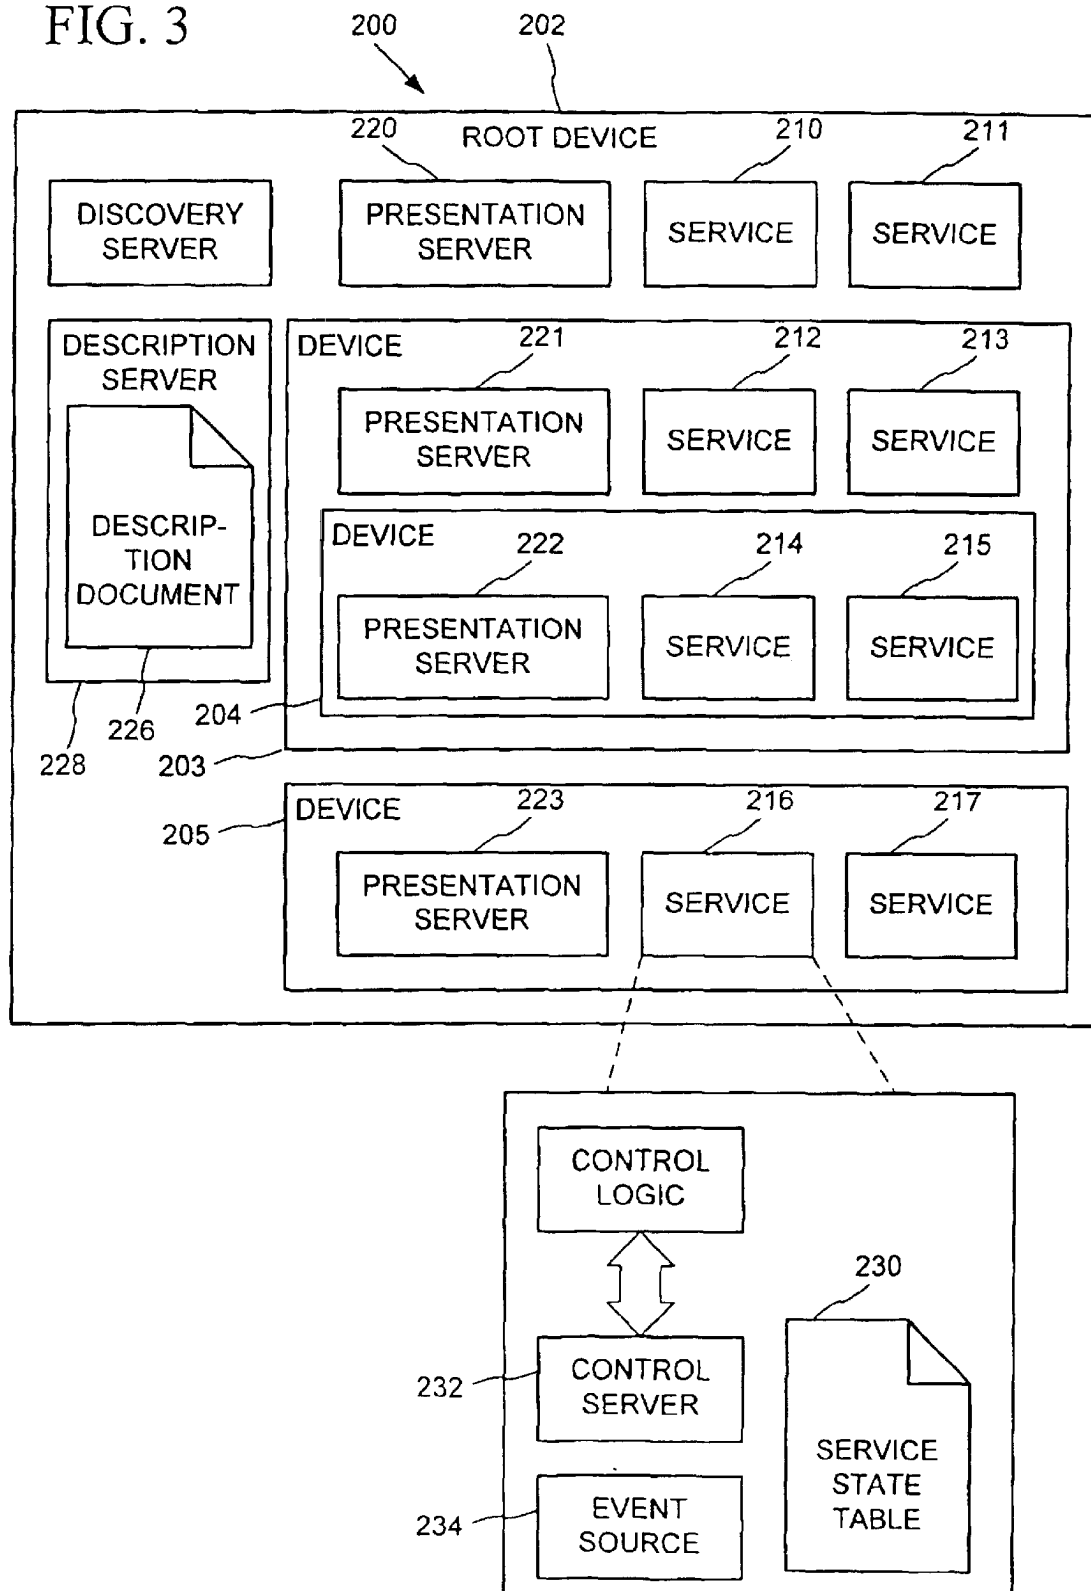 FIG. 3
200
202
ROOT DEVICE
220
210
211
DISCOVERY
SERVER
PRESENTATION
SERVER
SERVICE
SERVICE
DESCRIPTION
SERVER
DESCRIP-
TION
DOCUMENT
226
228
DEVICE
221
212
213
PRESENTATION
SERVER
SERVICE
SERVICE
DEVICE
222
214
215
PRESENTATION
SERVER
SERVICE
SERVICE
204
203
DEVICE
205
223
216
217
PRESENTATION
SERVER
SERVICE
SERVICE
CONTROL
LOGIC
230
232
CONTROL
SERVER
234
EVENT
SOURCE
SERVICE
STATE
TABLE